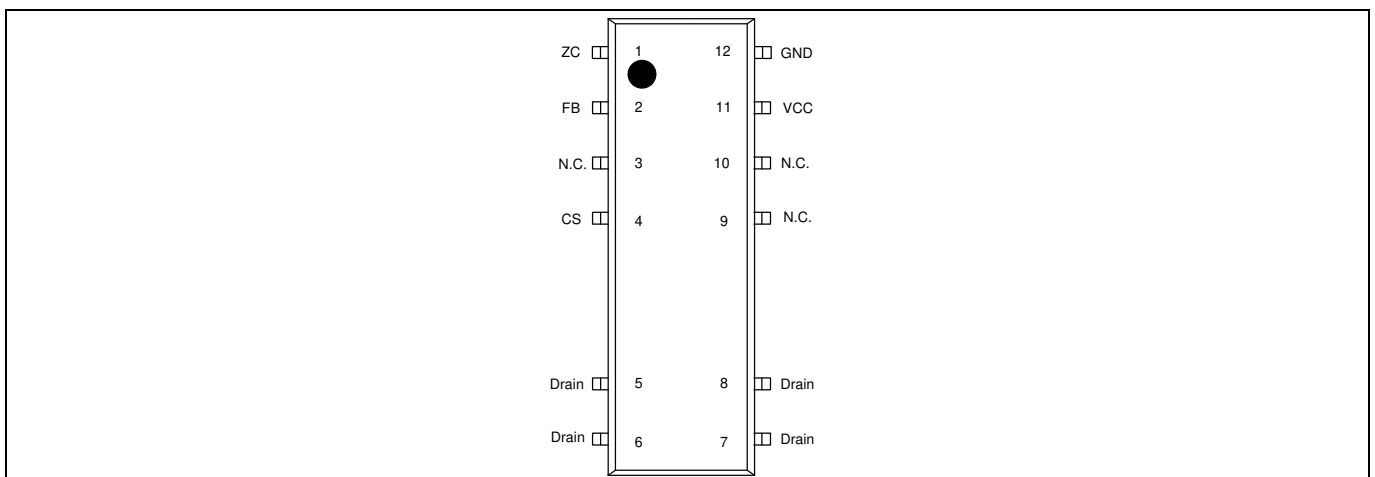 ZC 1 12 GND
FB 2 11 VCC
N.C. 3 10 N.C.
CS 4 9 N.C.
Drain 5 8 Drain
Drain 6 7 Drain